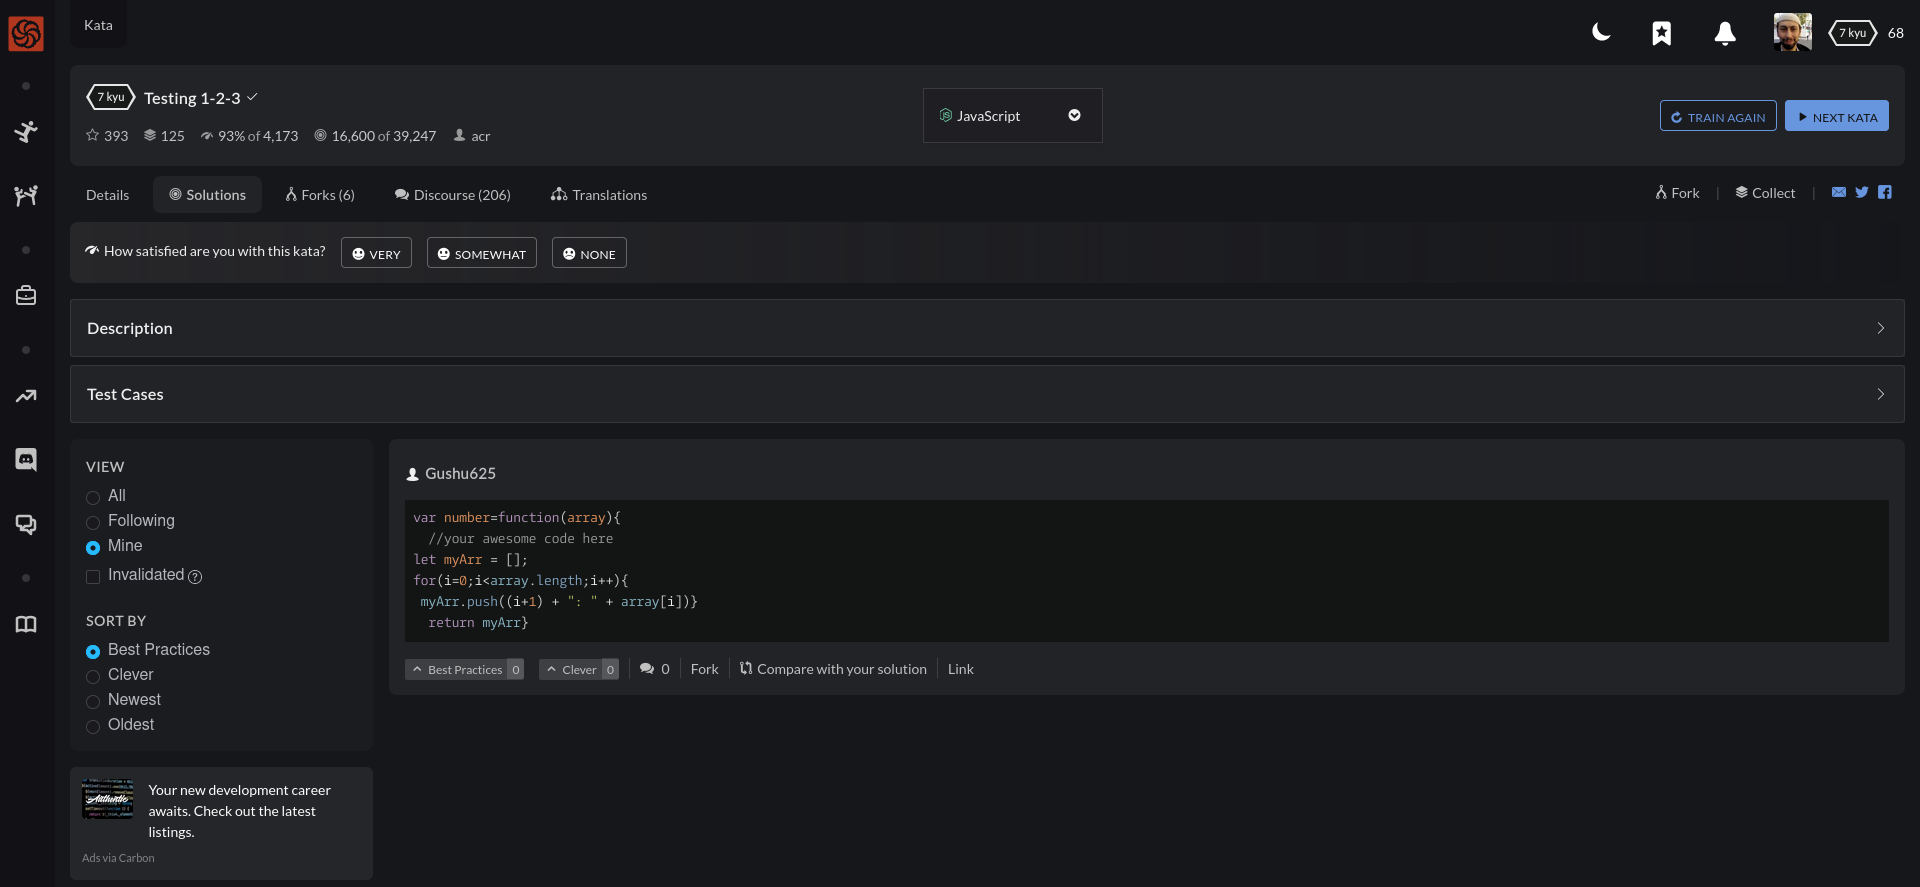 Kata
7 kyu 68
7 kyu Testing 1-2-3
393 125 93% of 4,173 16,600 of 39,247 acr
JavaScript
TRAIN AGAIN NEXT KATA
Details Solutions Forks (6) Discourse (206) Translations
Fork | Collect |
How satisfied are you with this kata? VERY SOMEWHAT NONE
Description
Test Cases
VIEW
All
Following
Mine
Invalidated ?
SORT BY
Best Practices
Clever
Newest
Oldest
Authentic
Your new development career
awaits. Check out the latest
listings.
Ads via Carbon
Gushu625
var number=function(array){
  //your awesome code here
let myArr = [];
for(i=0;i<array.length;i++){
 myArr.push((i+1) + ": " + array[i])}
  return myArr}
Best Practices 0 Clever 0 0 Fork Compare with your solution Link